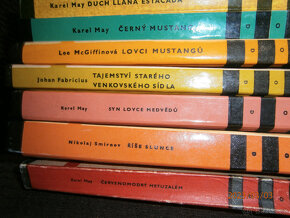 Karel May DUCH LLANA ESTACADA
Karel May ČERNÝ MUSTANG
Lee McGiffinová LOVCI MUSTANGŮ
Johan Fabricius TAJEMSTVÍ STARÉHO
VENKOVSKÉHO SÍDLA
Karel May SYN LOVCE MEDVĚDŮ
Nikolaj Smirnov ŘÍŠE SLUNCE
Karel May ČERVENOMODRÝ METUZALÉM